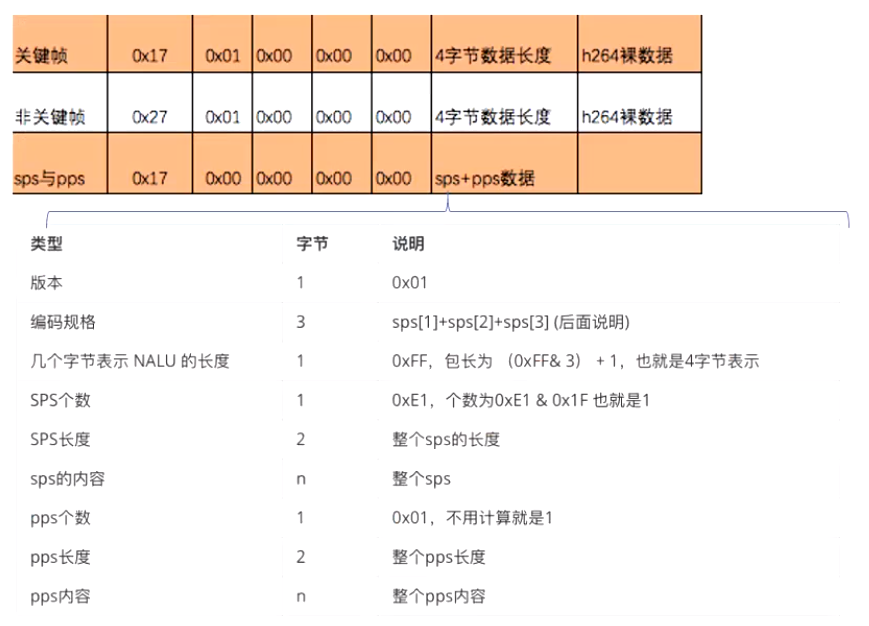 关键帧 0x17 0x01 0x00 0x00 0x00 4字节数据长度 h264裸数据
非关键帧 0x27 0x01 0x00 0x00 0x00 4字节数据长度 h264裸数据
sps与pps 0x17 0x00 0x00 0x00 0x00 sps+pps数据
类型 字节 说明
版本 1 0x01
编码规格 3 sps[1]+sps[2]+sps[3] (后面说明)
几个字节表示 NALU 的长度 1 0xFF，包长为 （0xFF& 3） + 1，也就是4字节表示
SPS个数 1 0xE1，个数为0xE1 & 0x1F 也就是1
SPS长度 2 整个sps的长度
sps的内容 n 整个sps
pps个数 1 0x01，不用计算就是1
pps长度 2 整个pps长度
pps内容 n 整个pps内容